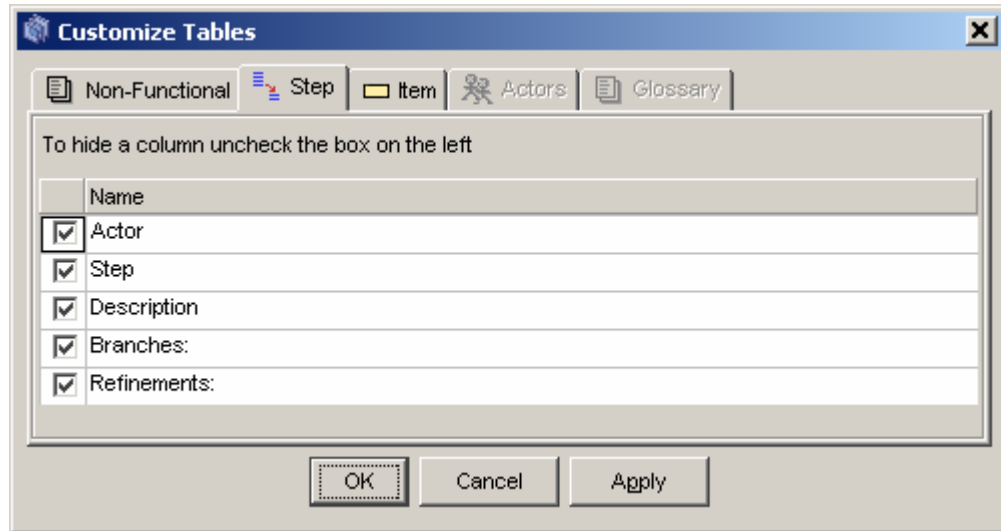 Customize Tables
Non-Functional Step Item Actors Glossary
To hide a column uncheck the box on the left
Name
Actor
Step
Description
Branches:
Refinements:
OK Cancel Apply